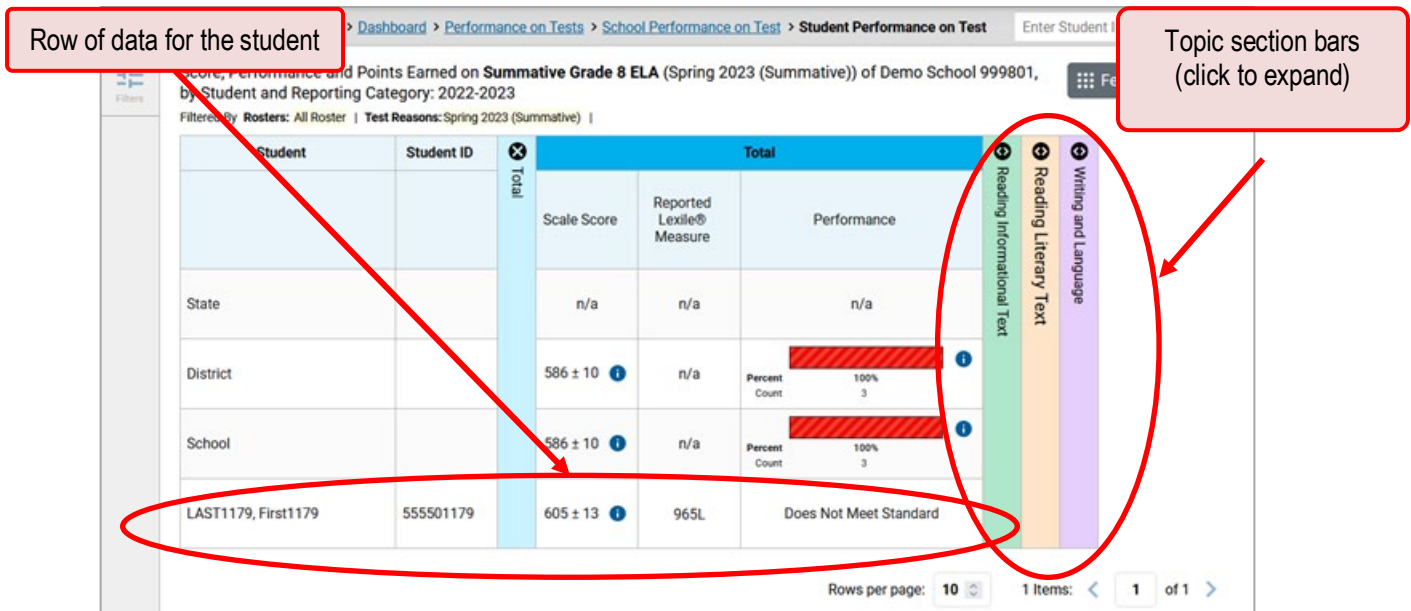 Row of data for the student
Topic section bars
(click to expand)
> Dashboard > Performance on Tests > School Performance on Test > Student Performance on Test
Enter Student
Filters
Score, Performance and Points Earned on Summative Grade 8 ELA (Spring 2023 (Summative)) of Demo School 999801,
by Student and Reporting Category: 2022-2023
Filtered By Rosters: All Roster | Test Reasons: Spring 2023 (Summative) |
Student
Student ID
Total
Total
Reading Informational Text
Reading Literary Text
Writing and Language
Scale Score
Reported
Lexile®
Measure
Performance
State n/a n/a n/a
District 586 ± 10 n/a
Percent 100%
Count 3
School 586 ± 10 n/a
Percent 100%
Count 3
LAST1179, First1179 555501179 605 ± 13 965L Does Not Meet Standard
Rows per page: 10 1 Items: < 1 of 1 >